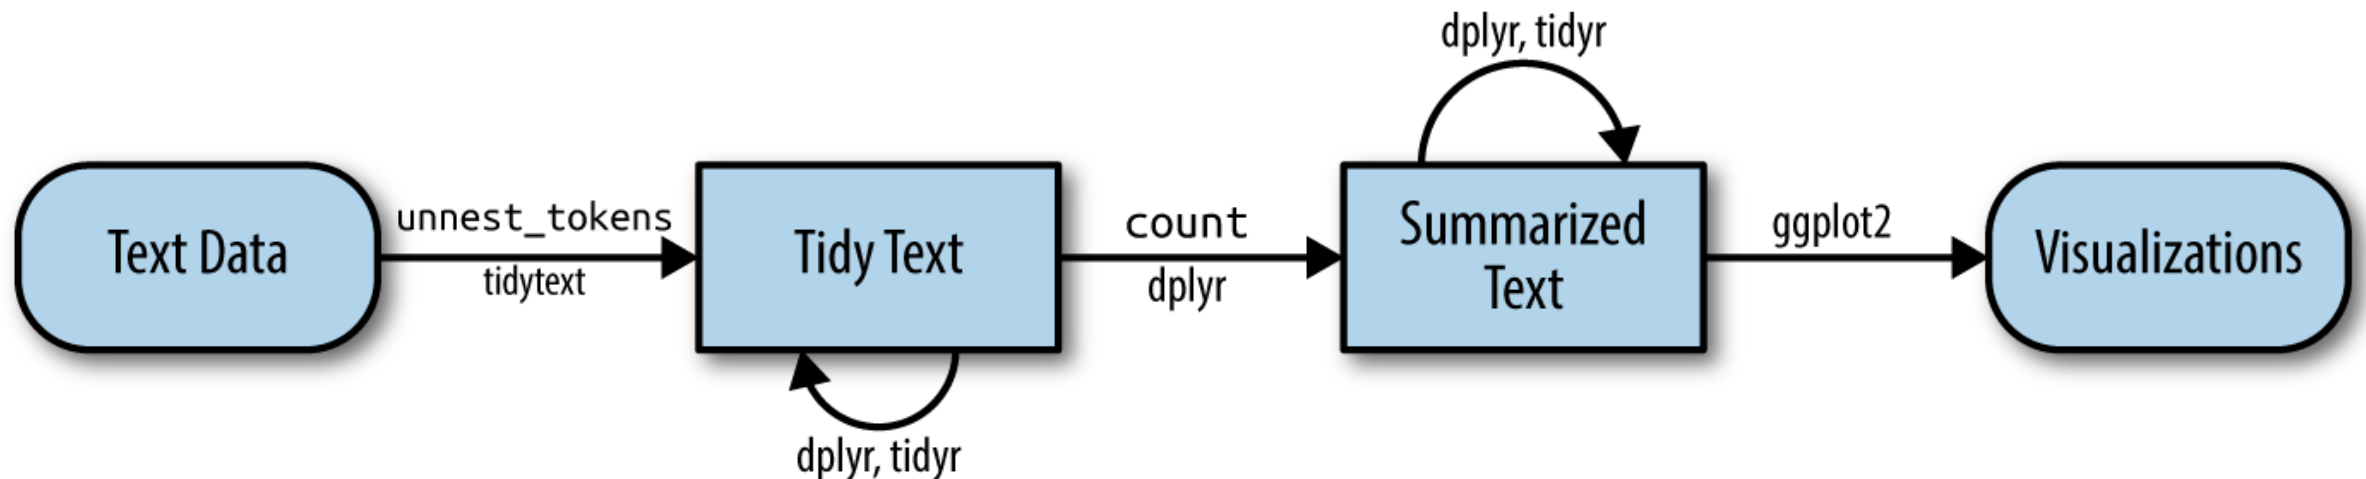 dplyr, tidyr
Text Data
unnest_tokens
tidytext
Tidy Text
count
dplyr
Summarized
Text
ggplot2
Visualizations
dplyr, tidyr